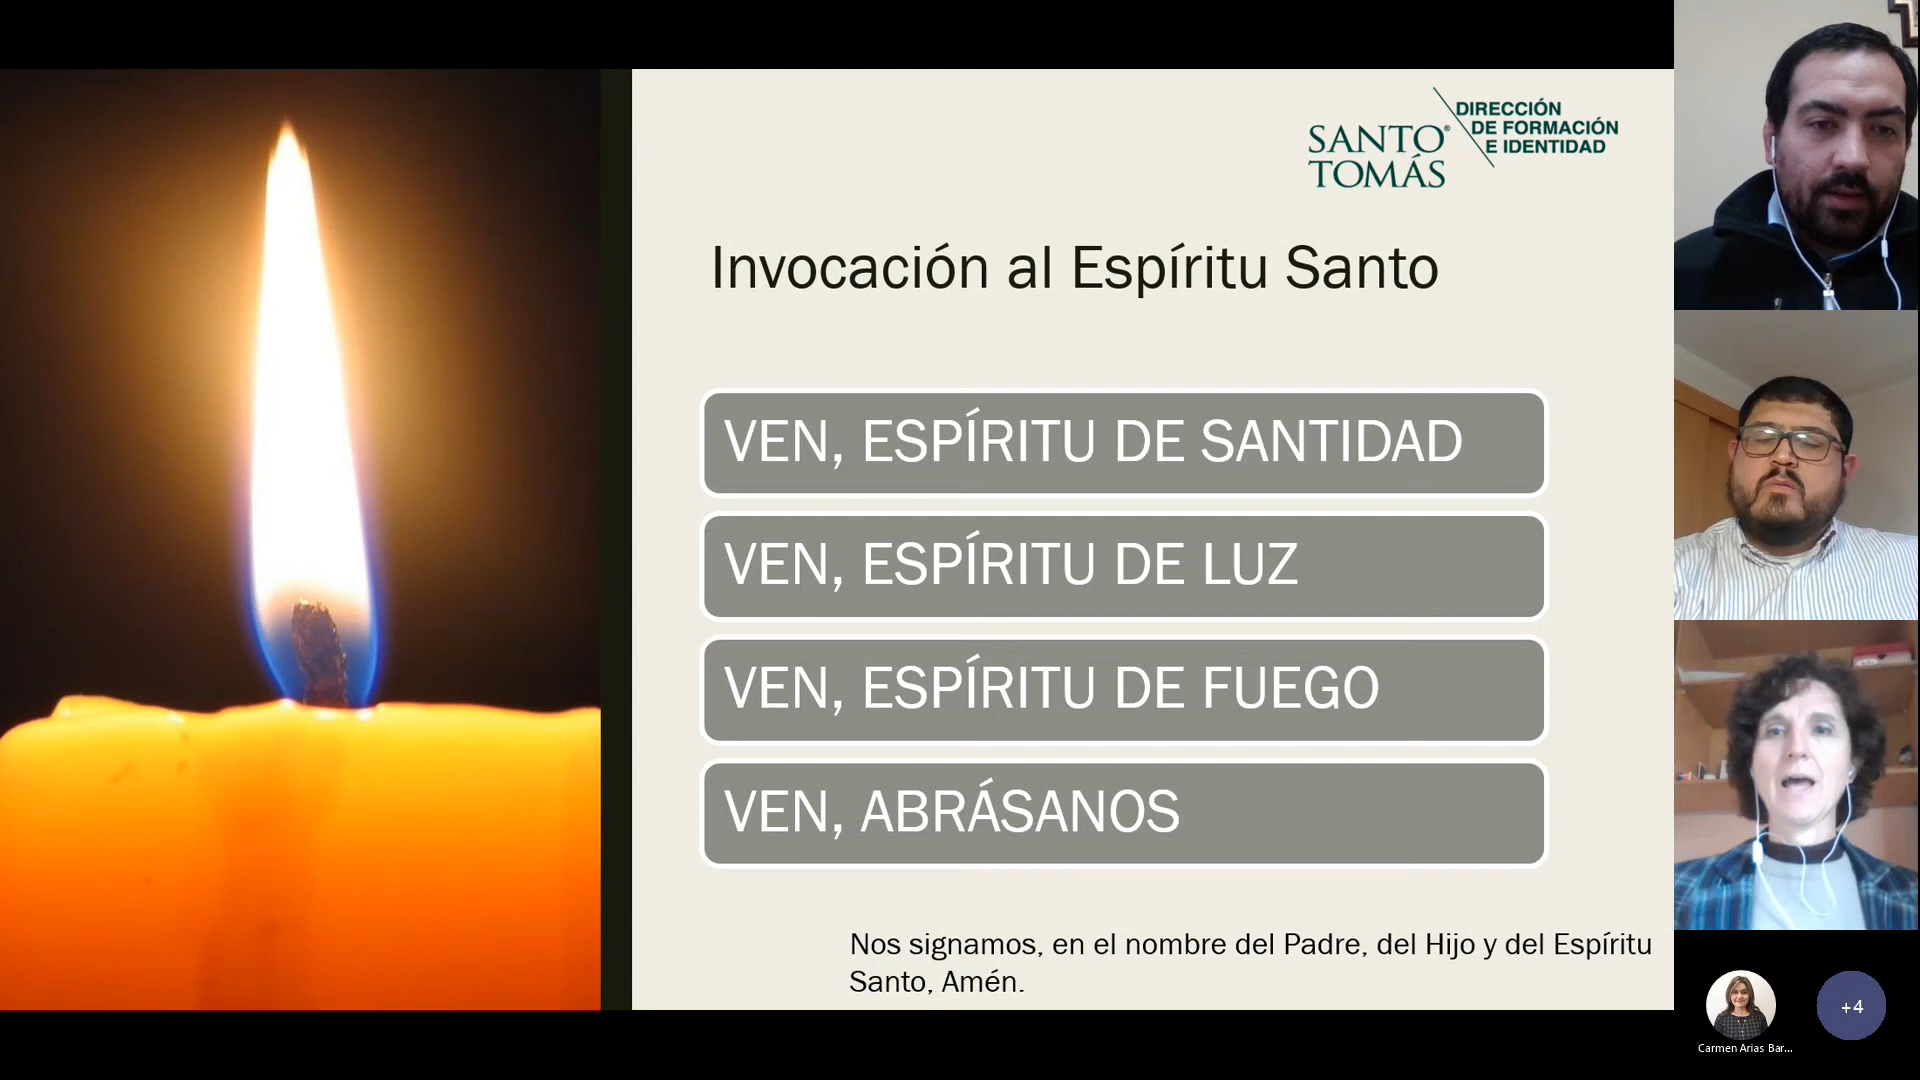 SANTO®
TOMÁS
DIRECCIÓN
DE FORMACIÓN
E IDENTIDAD
Invocación al Espíritu Santo
VEN, ESPÍRITU DE SANTIDAD
VEN, ESPÍRITU DE LUZ
VEN, ESPÍRITU DE FUEGO
VEN, ABRÁSANOS
Nos signamos, en el nombre del Padre, del Hijo y del Espíritu
Santo, Amén.
+4
Carmen Arias Bar...